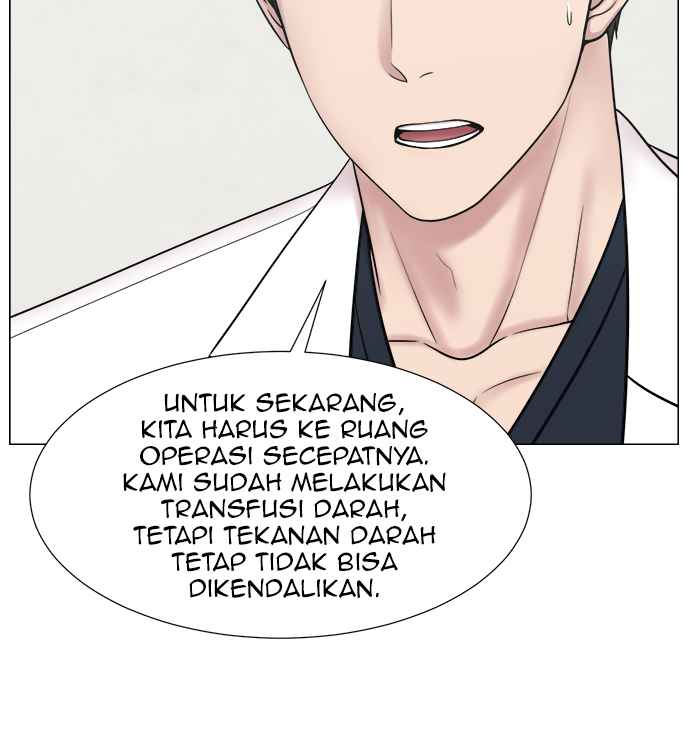 UNTUK SEKARANG,
KITA HARUS KE RUANG
OPERASI SECEPATNYA.
KAMI SUDAH MELAKUKAN
TRANSFUSI DARAH,
TETAPI TEKANAN DARAH
TETAP TIDAK BISA
DIKENDALIKAN.